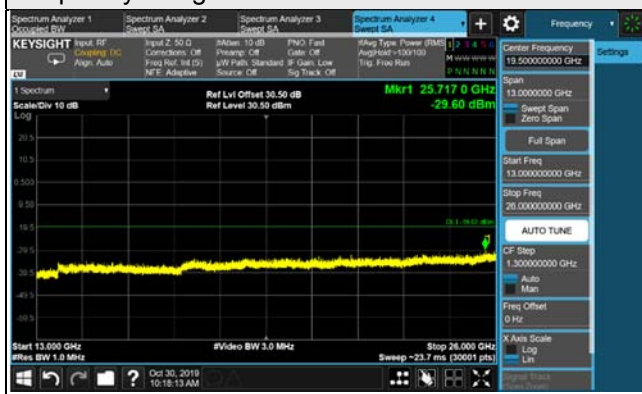 Spectrum Analyzer 1
Occupied BW
Spectrum Analyzer 2
Swept SA
Spectrum Analyzer 3
Swept SA
Spectrum Analyzer 4
Swept SA
Frequency
KEYSIGHT
Input: RF
Coupling: DC
Align: Auto
Input Z: 50 Ω
Corrections: Off
Freq Ref: Int (S)
NFE: Adaptive
#Atten: 10 dB
Preamp: Off
µW Path: Standard
Source: Off
PNO: Fast
Gate: Off
IF Gain: Low
Sig Track: Off
#Avg Type: Power (RMS)
Avg|Hold:>100/100
Trig: Free Run
1 2 3 4 5 6
M W W W W W
P N N N N N
LXI
1 Spectrum
Scale/Div 10 dB
Log
Ref Lvl Offset 30.50 dB
Ref Level 30.50 dBm
Mkr1 25.717 0 GHz
-29.60 dBm
20.5
10.5
0.500
-9.50
-19.5
-29.5
-39.5
-49.5
-59.5
Start 13.000 GHz
#Res BW 1.0 MHz
#Video BW 3.0 MHz
Stop 26.000 GHz
Sweep ~23.7 ms (30001 pts)
Oct 30, 2019
10:18:13 AM
Center Frequency
19.500000000 GHz
Settings
Span
13.0000000 GHz
Swept Span
Zero Span
Full Span
Start Freq
13.000000000 GHz
Stop Freq
26.000000000 GHz
AUTO TUNE
CF Step
1.300000000 GHz
Auto
Man
Freq Offset
0 Hz
X Axis Scale
Log
Lin
Signal Track
(Span Zoom)